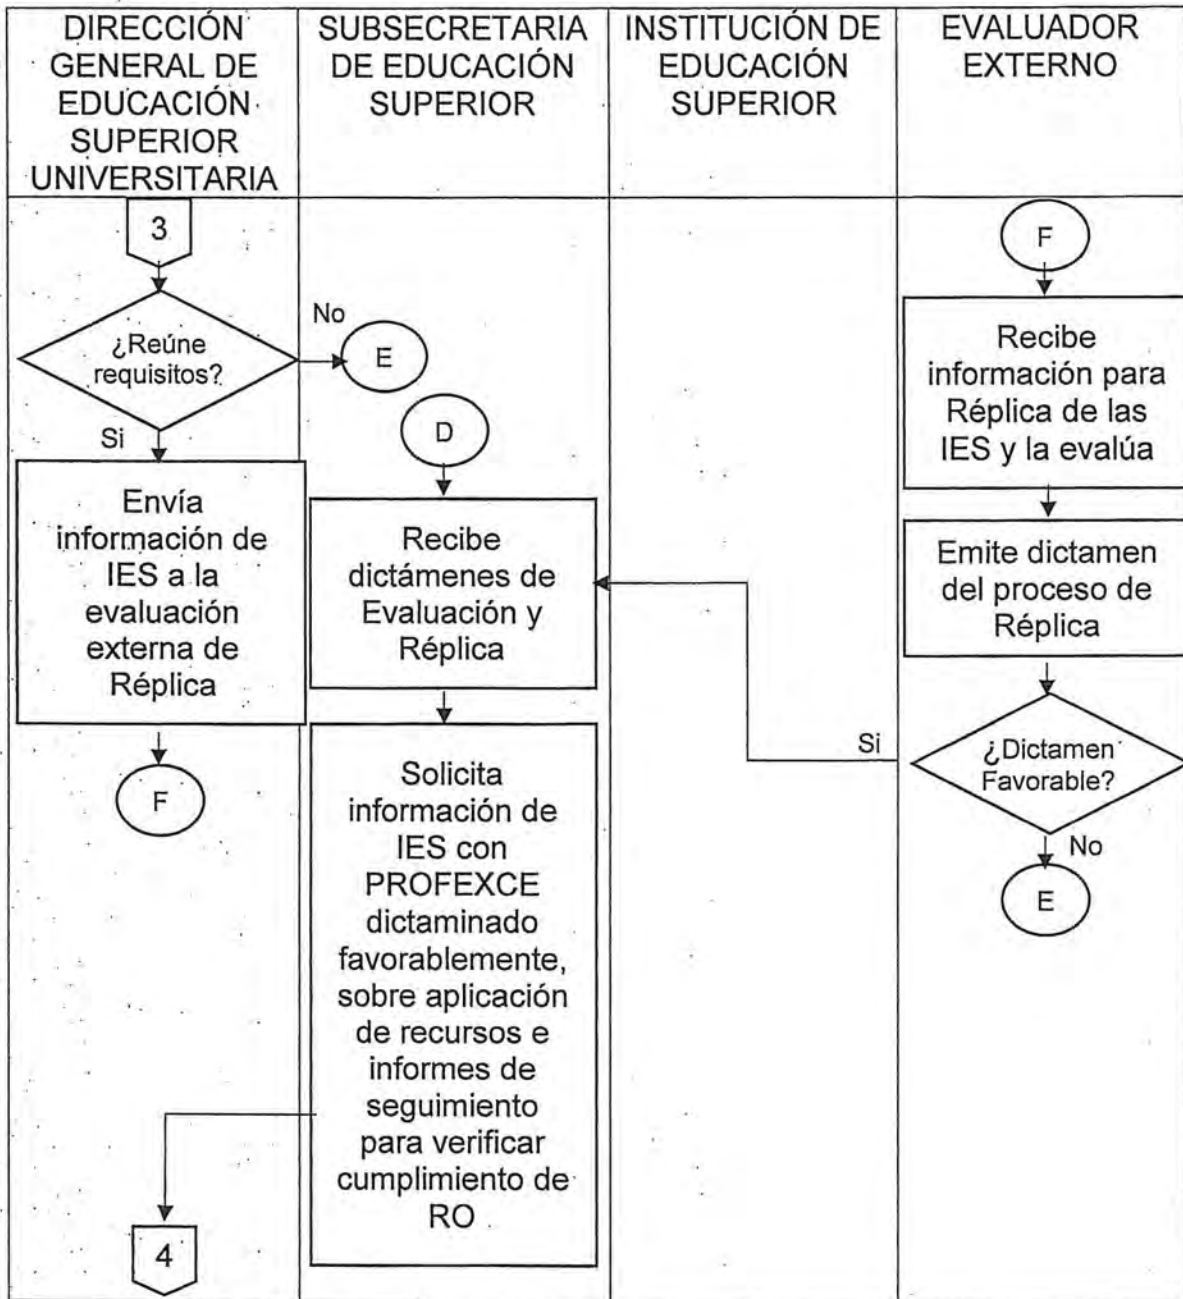 DIRECCIÓN
GENERAL DE
EDUCACIÓN
SUPERIOR
UNIVERSITARIA
SUBSECRETARIA
DE EDUCACIÓN
SUPERIOR
INSTITUCIÓN DE
EDUCACIÓN
SUPERIOR
EVALUADOR
EXTERNO
3
¿Reúne
requisitos?
No
E
Si
Envía
información de
IES a la
evaluación
externa de
Réplica
F
D
Recibe
dictámenes de
Evaluación y
Réplica
Solicita
información de
IES con
PROFEXCE
dictaminado
favorablemente,
sobre aplicación
de recursos e
informes de
seguimiento
para verificar
cumplimiento de
RO
4
F
Recibe
información para
Réplica de las
IES y la evalúa
Emite dictamen
del proceso de
Réplica
¿Dictamen
Favorable?
Si
No
E